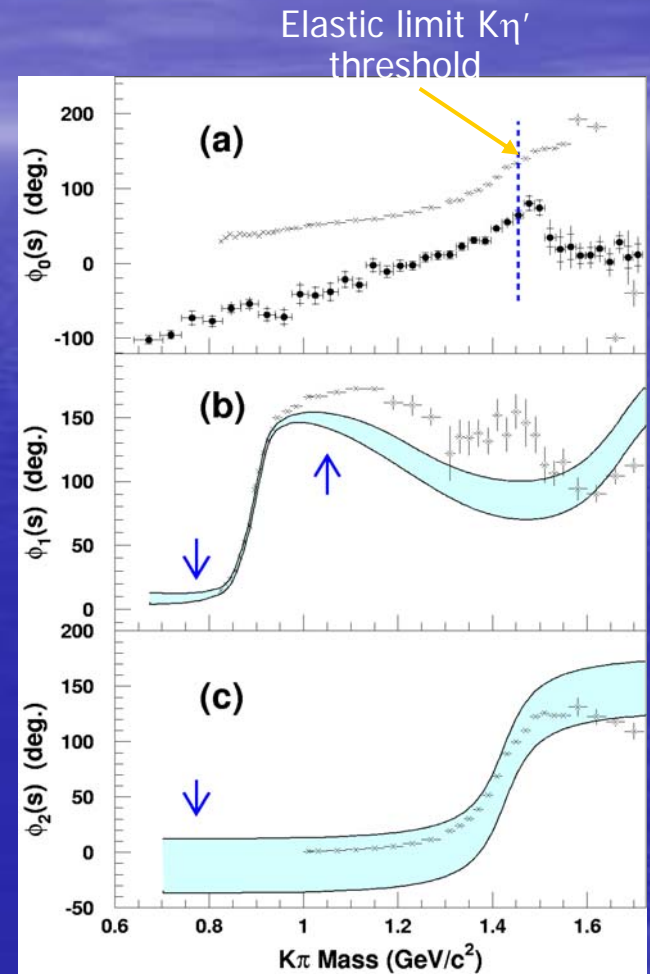 Elastic limit Kη′
threshold
(a)
ϕ₀(s) (deg.)
200
100
0
-100
(b)
ϕ₁(s) (deg.)
150
100
50
0
(c)
ϕ₂(s) (deg.)
200
150
100
50
0
-50
0.6 0.8 1 1.2 1.4 1.6
Kπ Mass (GeV/c²)